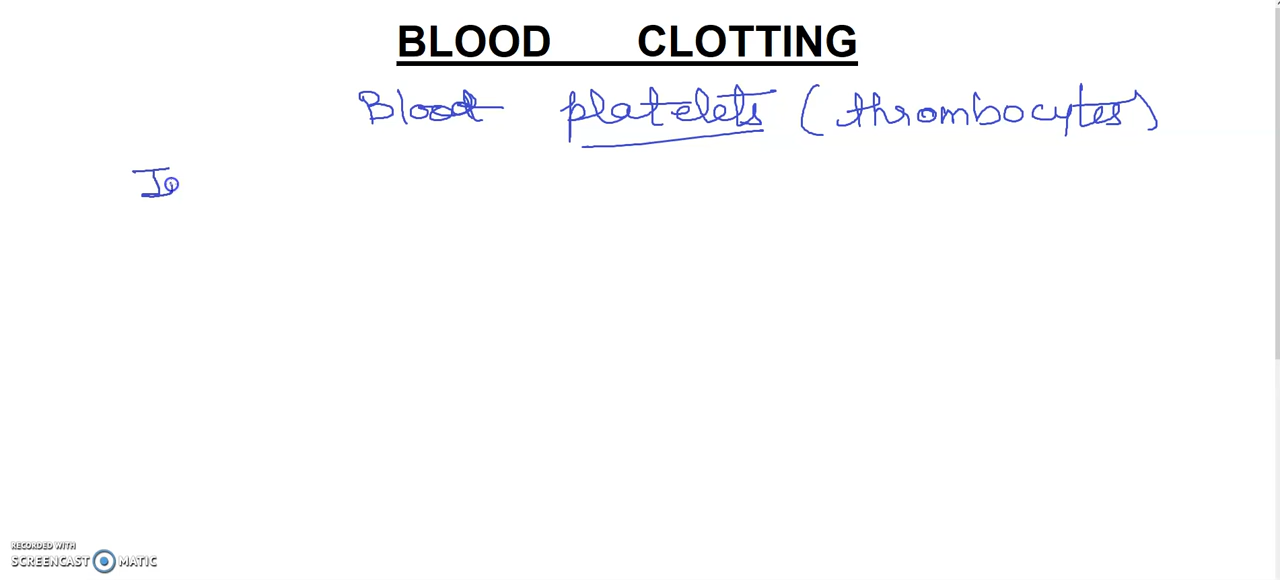 BLOOD CLOTTING
Blood platelets (thrombocytes)
RECORDED WITH
SCREENCAST MATIC